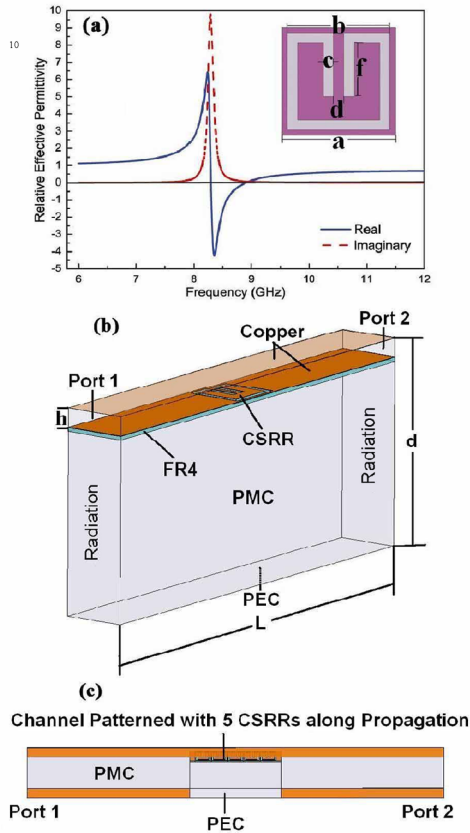 10
(a)
10
9
8
7
6
5
4
3
2
1
0
-1
-2
-3
-4
-5
Relative Effective Permittivity
6 7 8 9 10 11 12
Frequency (GHz)
Real
Imaginary
b
c
f
d
a
(b)
Copper
Port 2
Port 1
h
CSRR
FR4
d
Radiation
PMC
Radiation
PEC
L
(c)
Channel Patterned with 5 CSRRs along Propagation
PMC
Port 1
PEC
Port 2